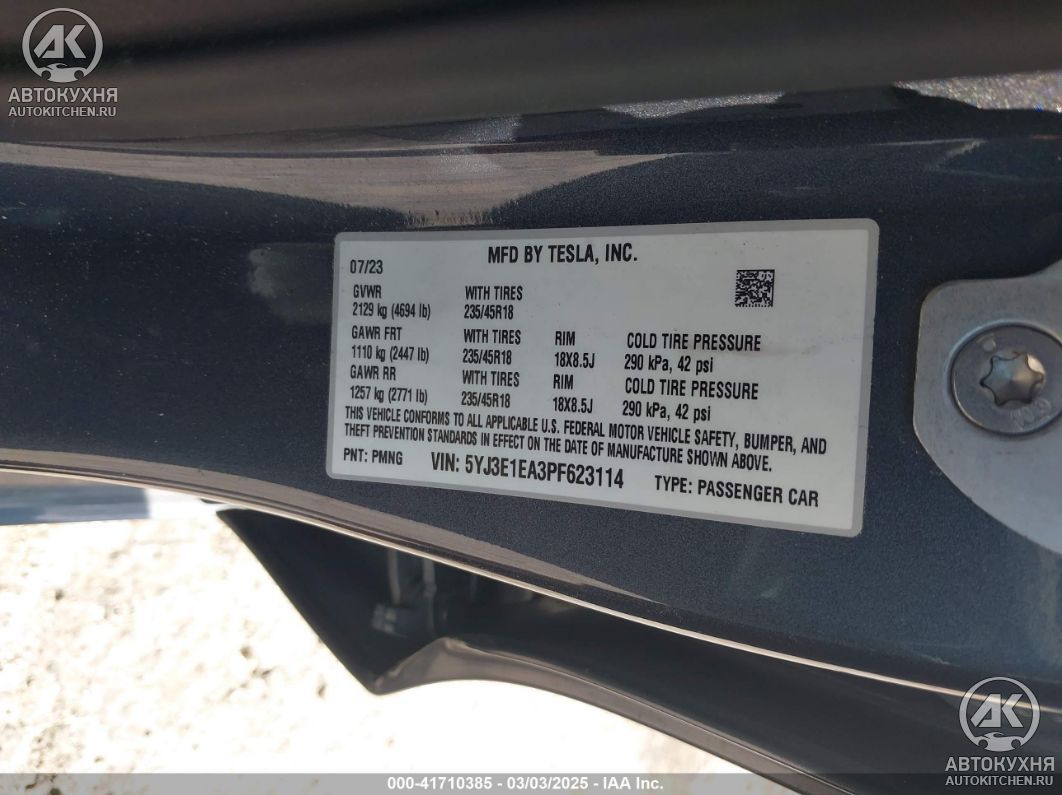 АК
АВТОКУХНЯ
AUTOKITCHEN.RU
MFD BY TESLA, INC.
07/23
GVWR WITH TIRES
2129 kg (4694 lb) 235/45R18
GAWR FRT WITH TIRES RIM COLD TIRE PRESSURE
1110 kg (2447 lb) 235/45R18 18X8.5J 290 kPa, 42 psi
GAWR RR WITH TIRES RIM COLD TIRE PRESSURE
1257 kg (2771 lb) 235/45R18 18X8.5J 290 kPa, 42 psi
THIS VEHICLE CONFORMS TO ALL APPLICABLE U.S. FEDERAL MOTOR VEHICLE SAFETY, BUMPER, AND
THEFT PREVENTION STANDARDS IN EFFECT ON THE DATE OF MANUFACTURE SHOWN ABOVE.
PNT: PMNG VIN: 5YJ3E1EA3PF623114 TYPE: PASSENGER CAR
АК
АВТОКУХНЯ
AUTOKITCHEN.RU
000-41710385 - 03/03/2025 - IAA Inc.